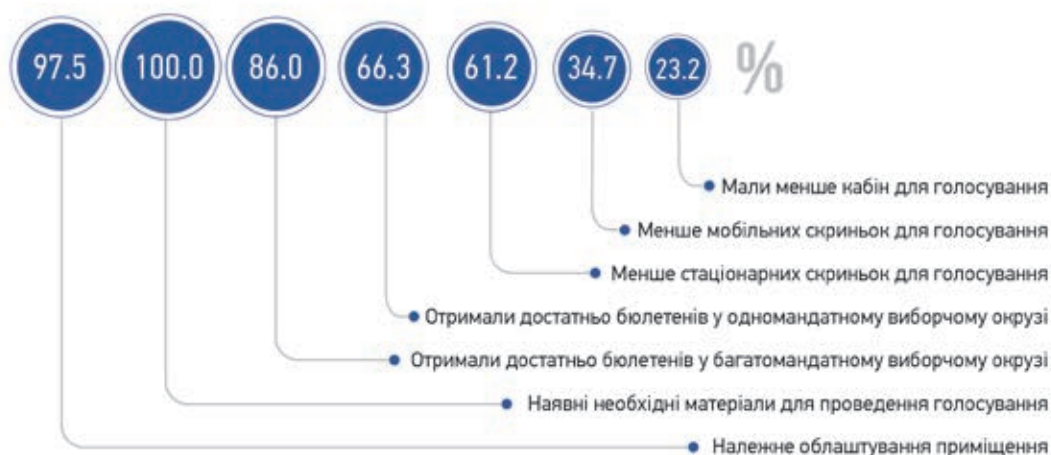 97.5 100.0 86.0 66.3 61.2 34.7 23.2 %
Мали менше кабін для голосування
Менше мобільних скриньок для голосування
Менше стаціонарних скриньок для голосування
Отримали достатньо бюлетенів у одномандатному виборчому окрузі
Отримали достатньо бюлетенів у багатомандатному виборчому окрузі
Наявні необхідні матеріали для проведення голосування
Належне облаштування приміщення